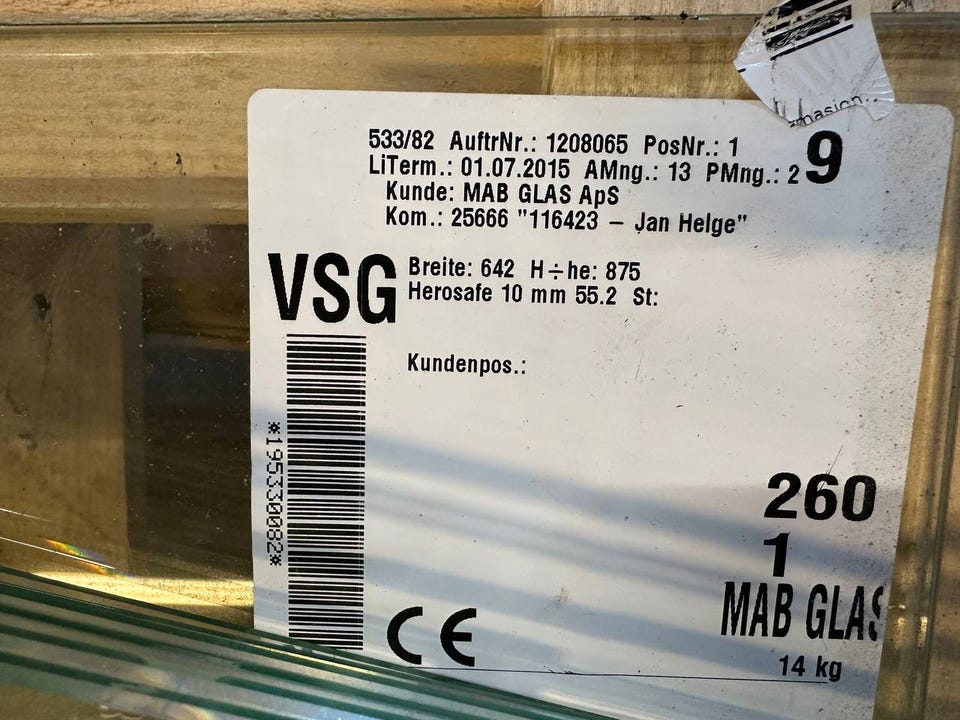 533/82 AuftrNr.: 1208065 PosNr.: 1
9
LiTerm.: 01.07.2015 AMng.: 13 PMng.: 2
Kunde: MAB GLAS ApS
Kom.: 25666 "116423 – Jan Helge"
VSG
Breite: 642 H÷he: 875
Herosafe 10 mm 55.2 St:
Kundenpos.:
*195330082*
260
1
MAB GLAS
14 kg
CE